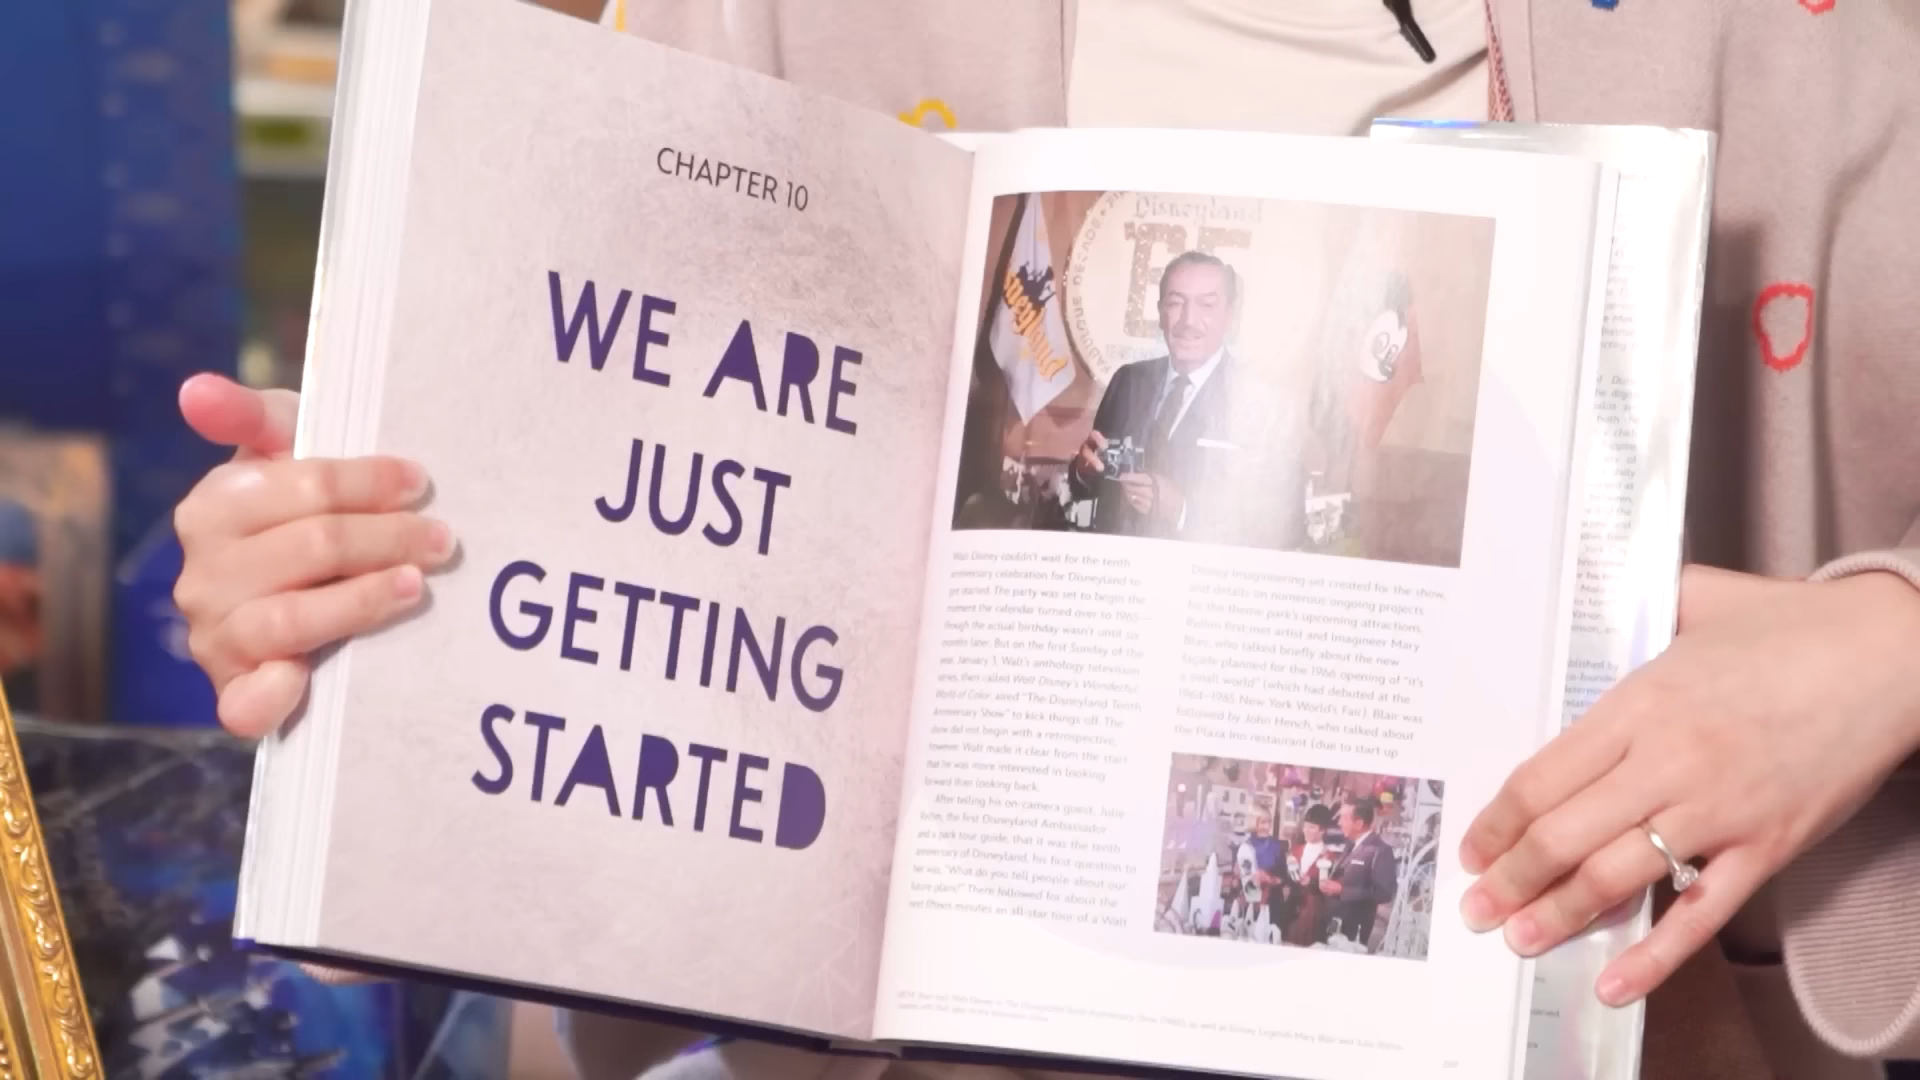 CHAPTER 10
WE ARE
JUST
GETTING
STARTED
Disneyland
Disneyland
Walt Disney couldn't wait for the tenth
anniversary celebration for Disneyland to
get started. The party was set to begin the
moment the calendar turned over to 1965—
though the actual birthday wasn't until six
months later. But on the first Sunday of the
year, January 3, Walt's anthology television
series, then called Walt Disney's Wonderful
World of Color, aired "The Disneyland Tenth
Anniversary Show" to kick things off. The
show did not begin with a retrospective,
however. Walt made it clear from the start
that he was more interested in looking
forward than looking back.
After telling his on-camera guest, Julie
the first Disneyland Ambassador
and a park tour guide, that it was the tenth
anniversary of Disneyland, his first question to
her was, "What do you tell people about our
future plans?" There followed for about the
next fifteen minutes an all-star tour of a Walt
Disney Imagineering set created for the show,
and details on numerous ongoing projects
for the theme park's upcoming attractions.
first met artist and Imagineer Mary
Blair, who talked briefly about the new
façade planned for the 1966 opening of "it's
a small world" (which had debuted at the
1964–1965 New York World's Fair). Blair was
followed by John Hench, who talked about
the Plaza Inn restaurant (due to start up